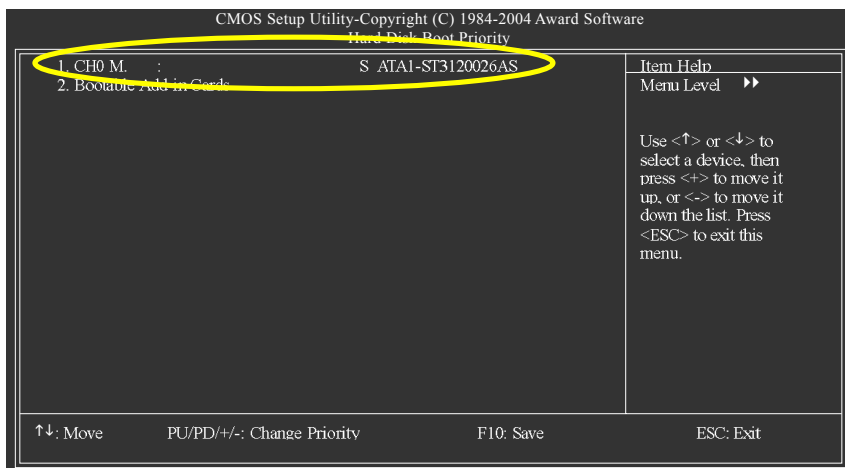 CMOS Setup Utility-Copyright (C) 1984-2004 Award Software
Hard Disk Boot Priority
1. CH0 M. : S ATA1-ST3120026AS
2. Bootable Add-in Cards
Item Help
Menu Level ▸▸
Use <↑> or <↓> to
select a device, then
press <+> to move it
up, or <-> to move it
down the list. Press
<ESC> to exit this
menu.
↑↓: Move PU/PD/+/-: Change Priority F10: Save ESC: Exit